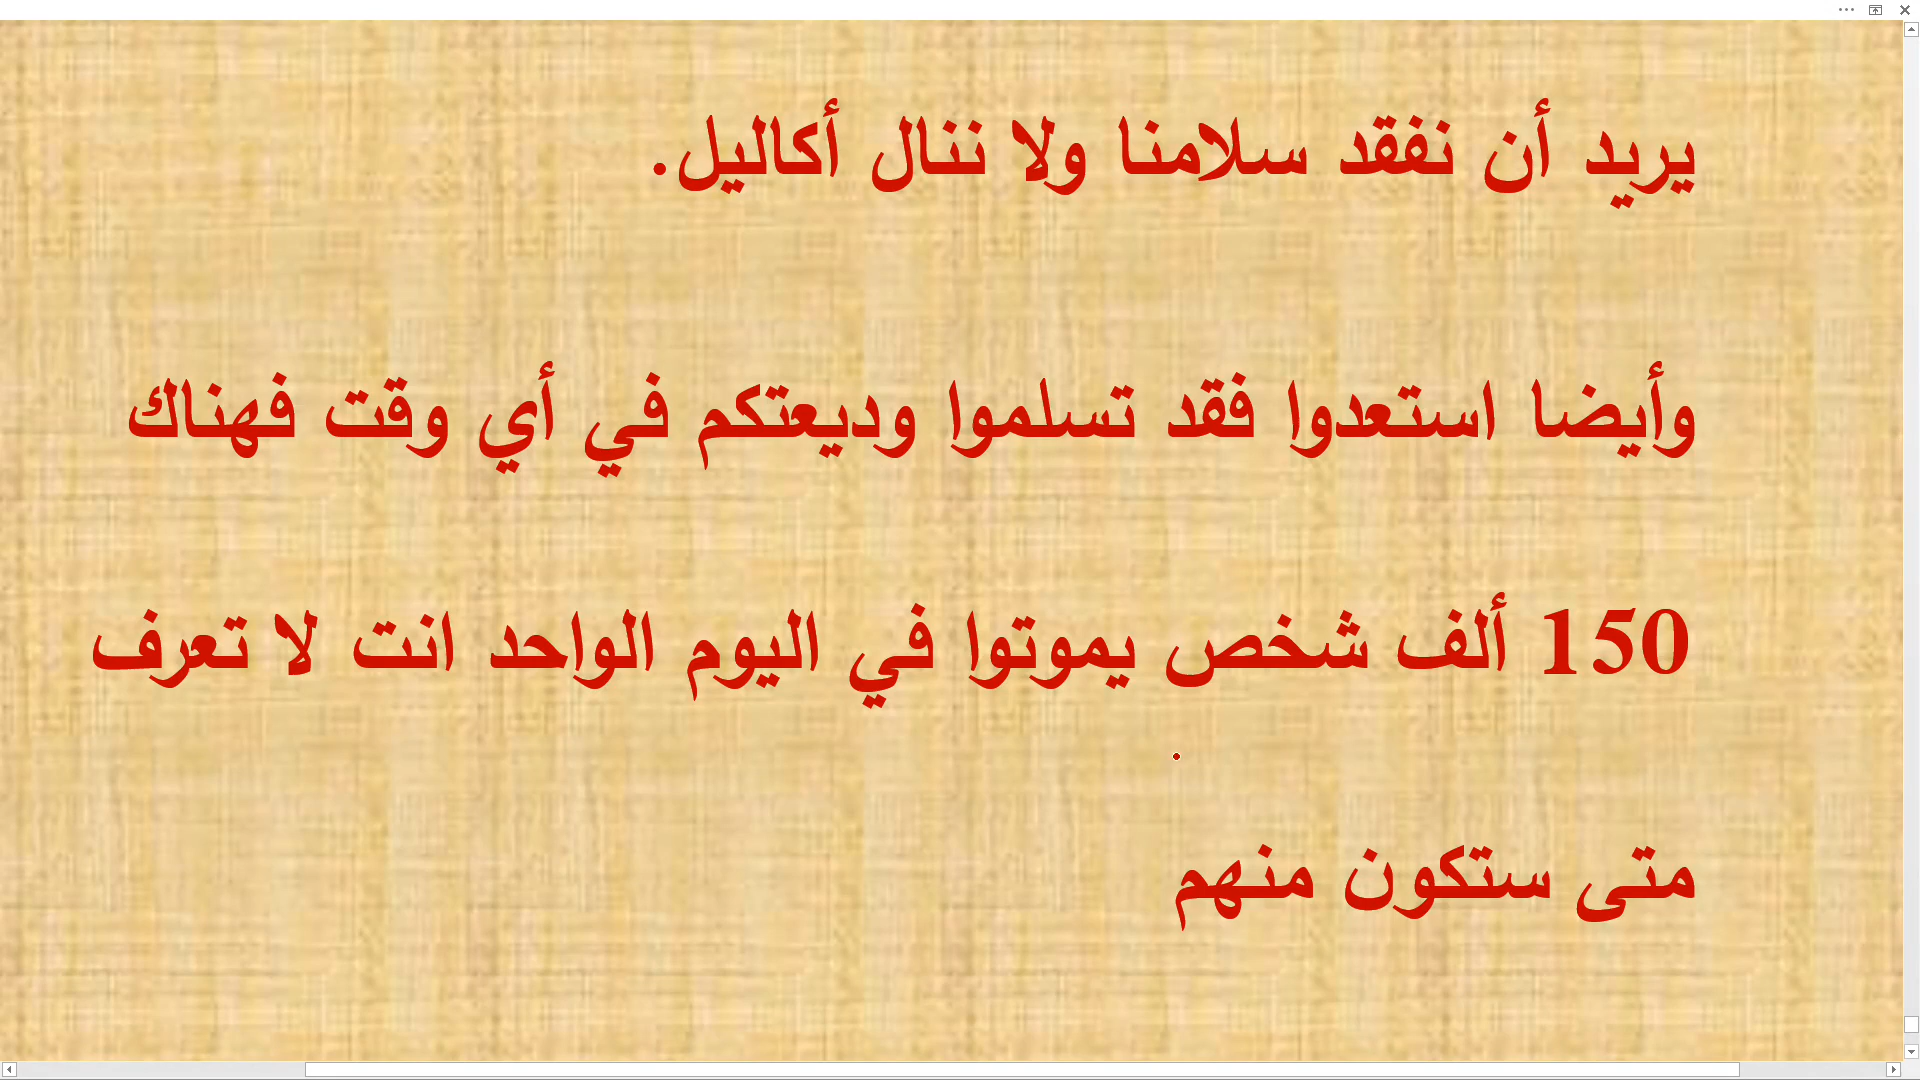 يريد أن نفقد سلامنا ولا ننال أكاليل.
وأيضا استعدوا فقد تسلموا وديعتكم في أي وقت فهناك
150 ألف شخص يموتوا في اليوم الواحد انت لا تعرف
متى ستكون منهم